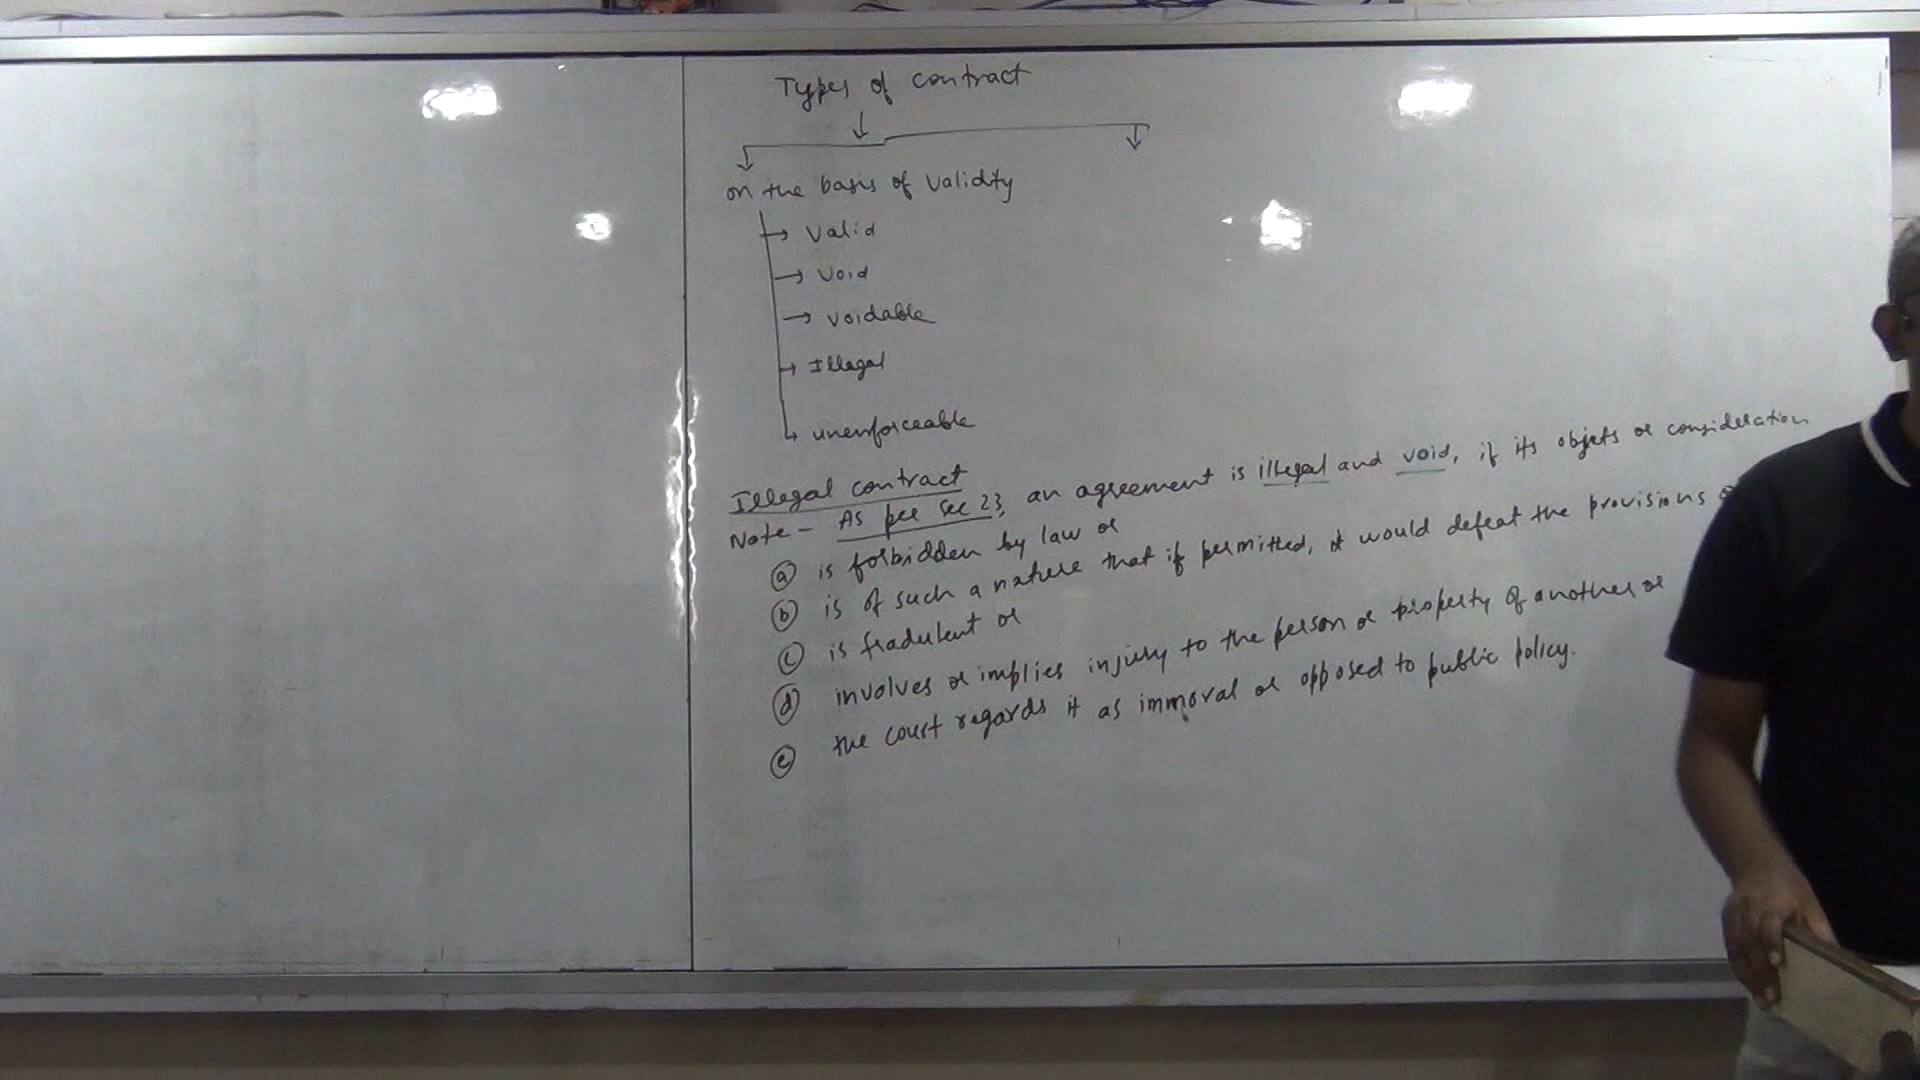 Types of contract
on the basis of validity
valid
void
voidable
Illegal
unenforceable
Illegal contract
Note - As per sec 23, an agreement is illegal and void, if its objets or consideration
(a) is forbidden by law or
(b) is of such a nature that if permitted, it would defeat the provisions
(c) is fradulent or
(d) involves or implies injury to the person or property of another or
(e) the court regards it as immoral or opposed to public policy.